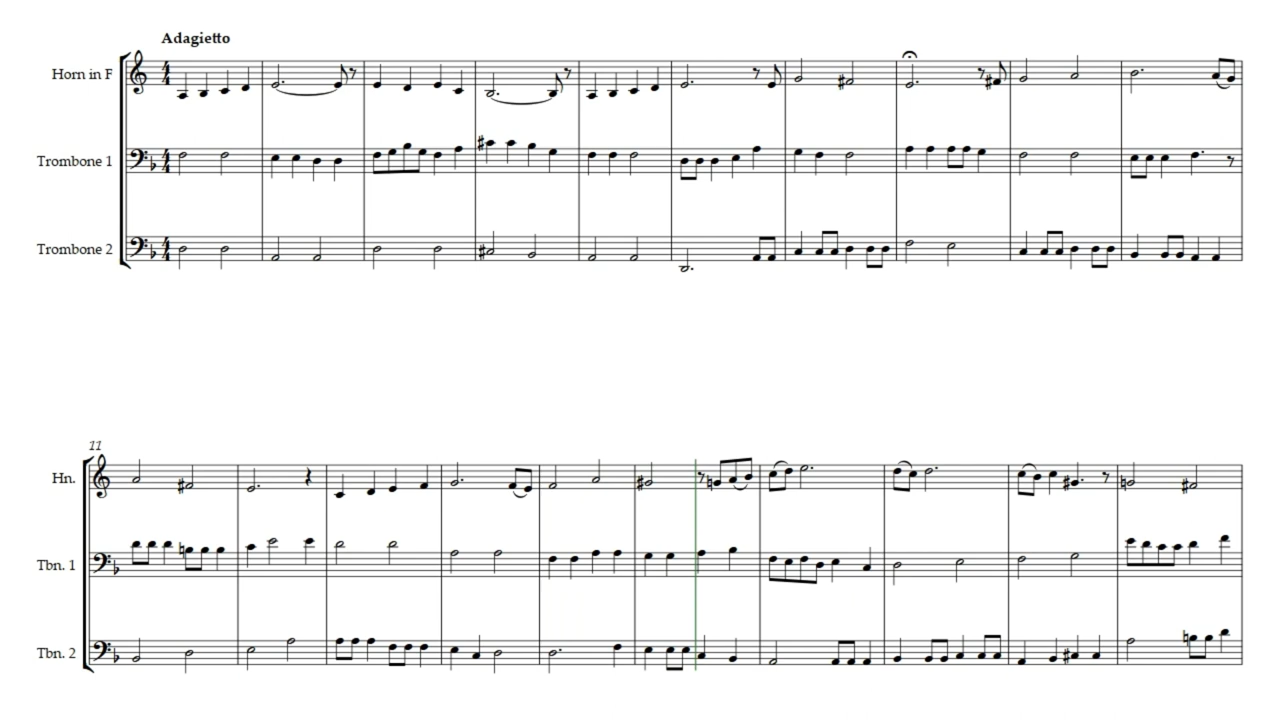 Adagietto
Horn in F
Trombone 1
Trombone 2
11
Hn.
Tbn. 1
Tbn. 2